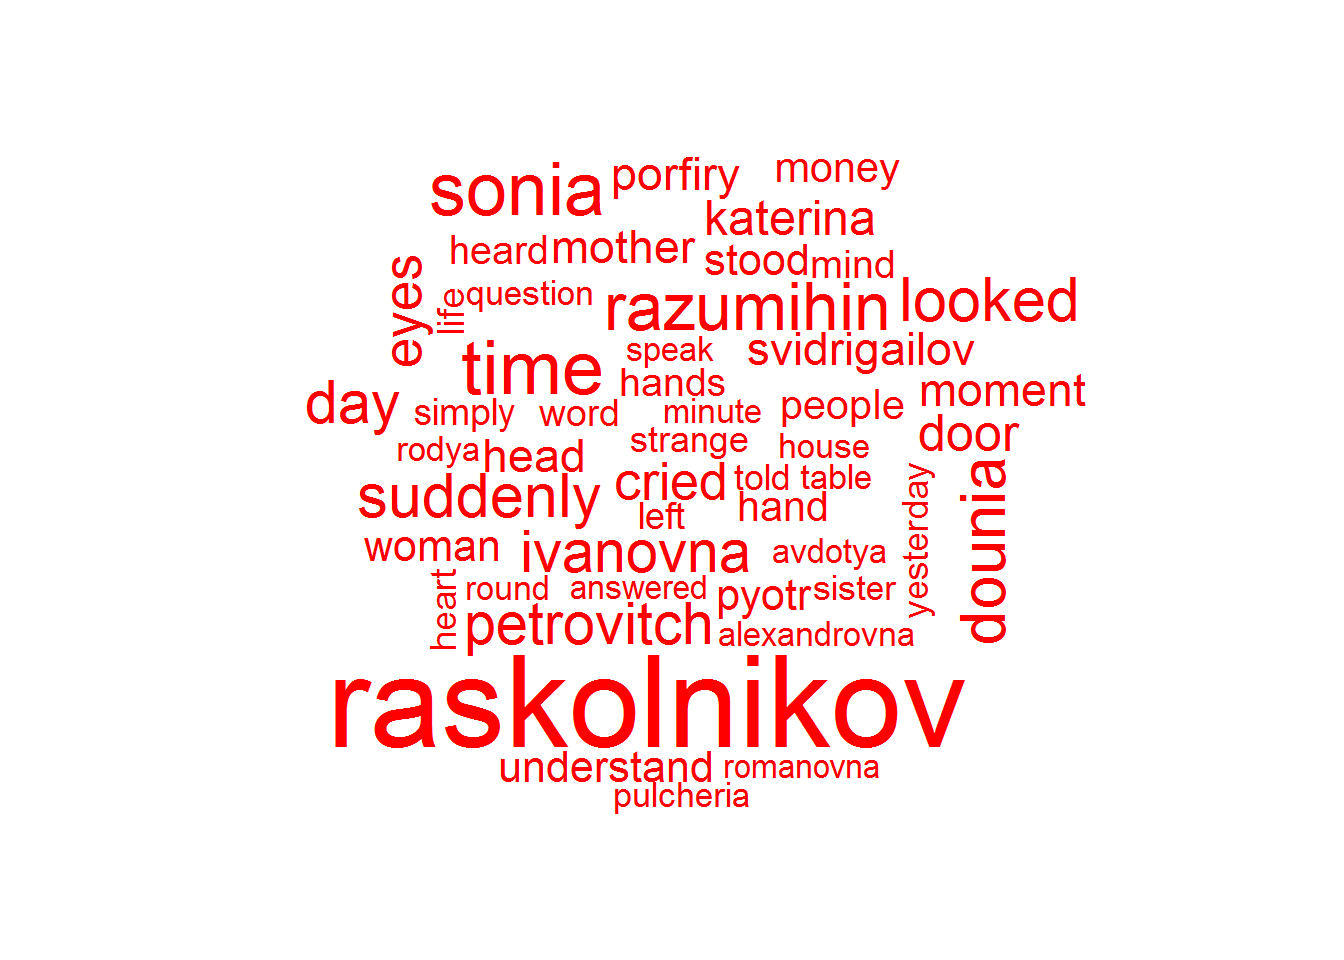 sonia porfiry money
katerina
heard mother stood mind
eyes life question razumihin looked
time speak svidrigailov
hands moment
day simply word minute people
strange door
rodya head house
cried told table
suddenly left hand yesterday dounia
woman ivanovna avdotya
heart round answered pyotr sister
petrovitch alexandrovna
raskolnikov
understand romanovna
pulcheria